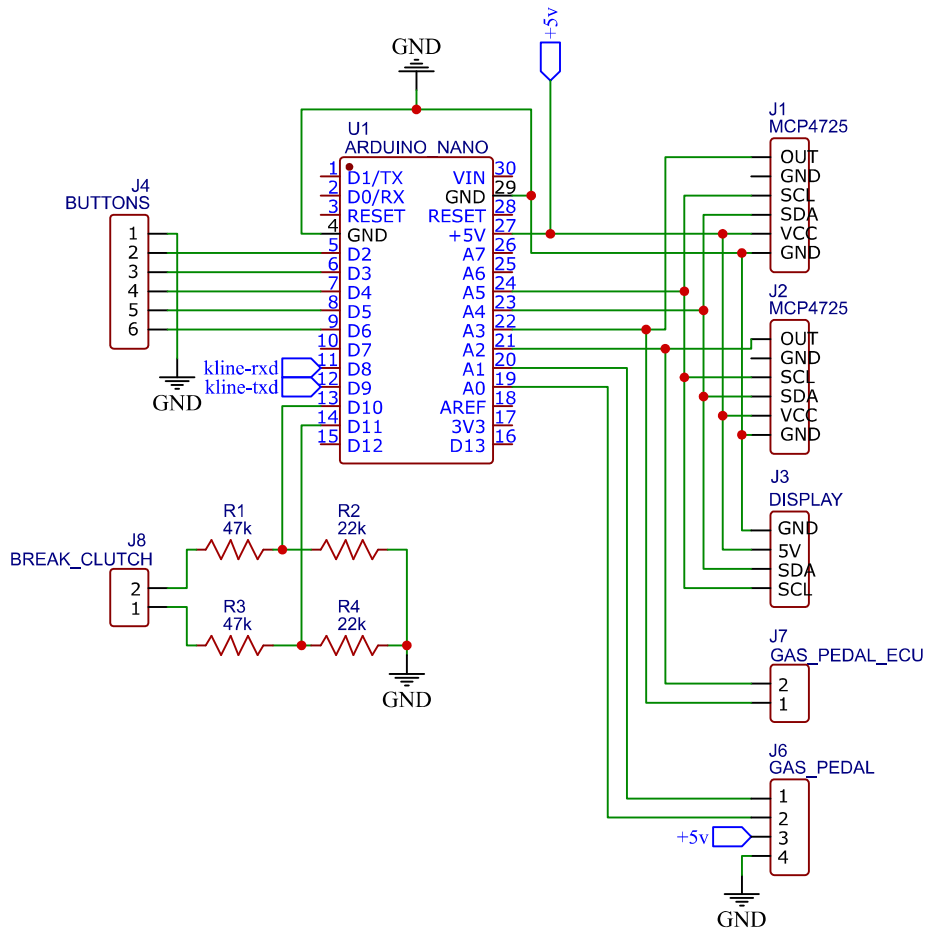 +5v
GND
U1
ARDUINO_NANO
1 D1/TX
2 D0/RX
3 RESET
4 GND
5 D2
6 D3
7 D4
8 D5
9 D6
10 D7
11 D8
12 D9
13 D10
14 D11
15 D12
VIN 30
GND 29
RESET 28
+5V 27
A7 26
A6 25
A5 24
A4 23
A3 22
A2 21
A1 20
A0 19
AREF 18
3V3 17
D13 16
J4
BUTTONS
1
2
3
4
5
6
GND
kline-rxd
kline-txd
J1
MCP4725
OUT
GND
SCL
SDA
VCC
GND
J2
MCP4725
OUT
GND
SCL
SDA
VCC
GND
J3
DISPLAY
GND
5V
SDA
SCL
R1
47k
R2
22k
J8
BREAK_CLUTCH
2
1
R3
47k
R4
22k
GND
J7
GAS_PEDAL_ECU
2
1
J6
GAS_PEDAL
1
2
+5v
3
4
GND